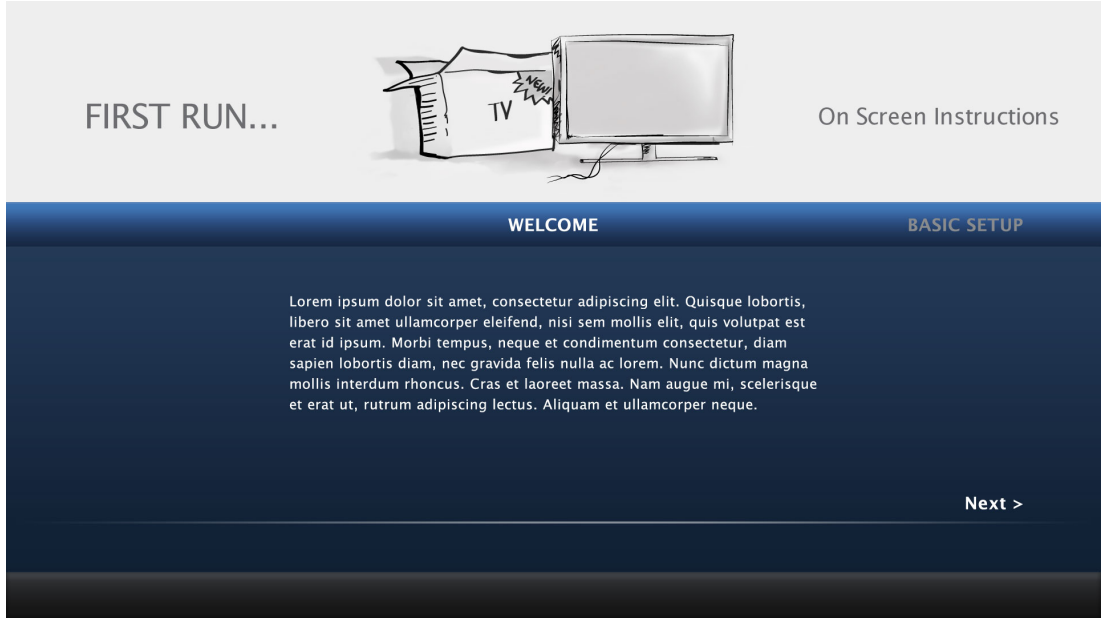 FIRST RUN...
TV
NEW!
On Screen Instructions
WELCOME
BASIC SETUP
Lorem ipsum dolor sit amet, consectetur adipiscing elit. Quisque lobortis,
libero sit amet ullamcorper eleifend, nisi sem mollis elit, quis volutpat est
erat id ipsum. Morbi tempus, neque et condimentum consectetur, diam
sapien lobortis diam, nec gravida felis nulla ac lorem. Nunc dictum magna
mollis interdum rhoncus. Cras et laoreet massa. Nam augue mi, scelerisque
et erat ut, rutrum adipiscing lectus. Aliquam et ullamcorper neque.
Next >